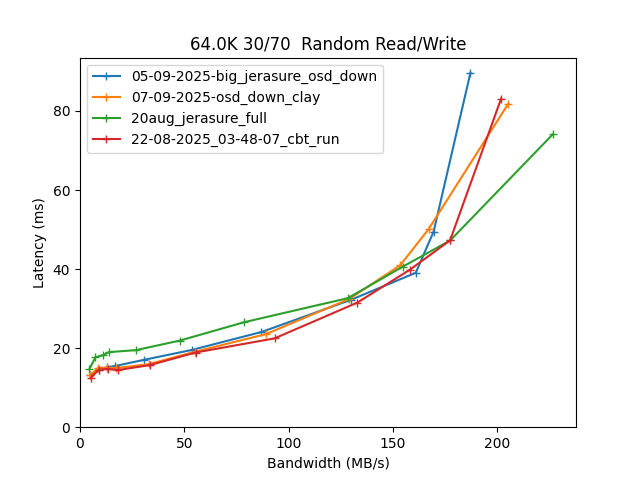 64.0K 30/70  Random Read/Write
05-09-2025-big_jerasure_osd_down
07-09-2025-osd_down_clay
20aug_jerasure_full
22-08-2025_03-48-07_cbt_run
Latency (ms)
80
60
40
20
0
0 50 100 150 200
Bandwidth (MB/s)